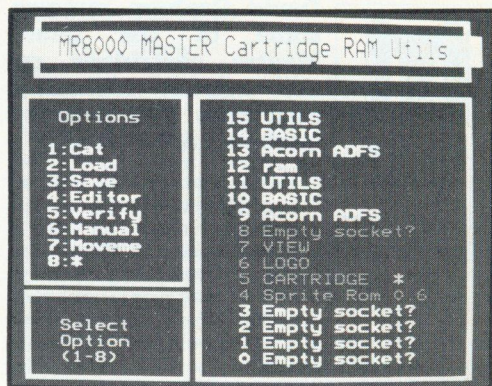 MR8000 MASTER Cartridge RAM Utils
Options
1:Cat
2:Load
3:Save
4:Editor
5:Verify
6:Manual
7:Moveme
8:*
Select
Option
(1-8)
15 UTILS
14 BASIC
13 Acorn ADFS
12 ram
11 UTILS
10 BASIC
9 Acorn ADFS
8 Empty socket?
7 VIEW
6 LOGO
5 CARTRIDGE *
4 Sprite Rom 0.6
3 Empty socket?
2 Empty socket?
1 Empty socket?
0 Empty socket?